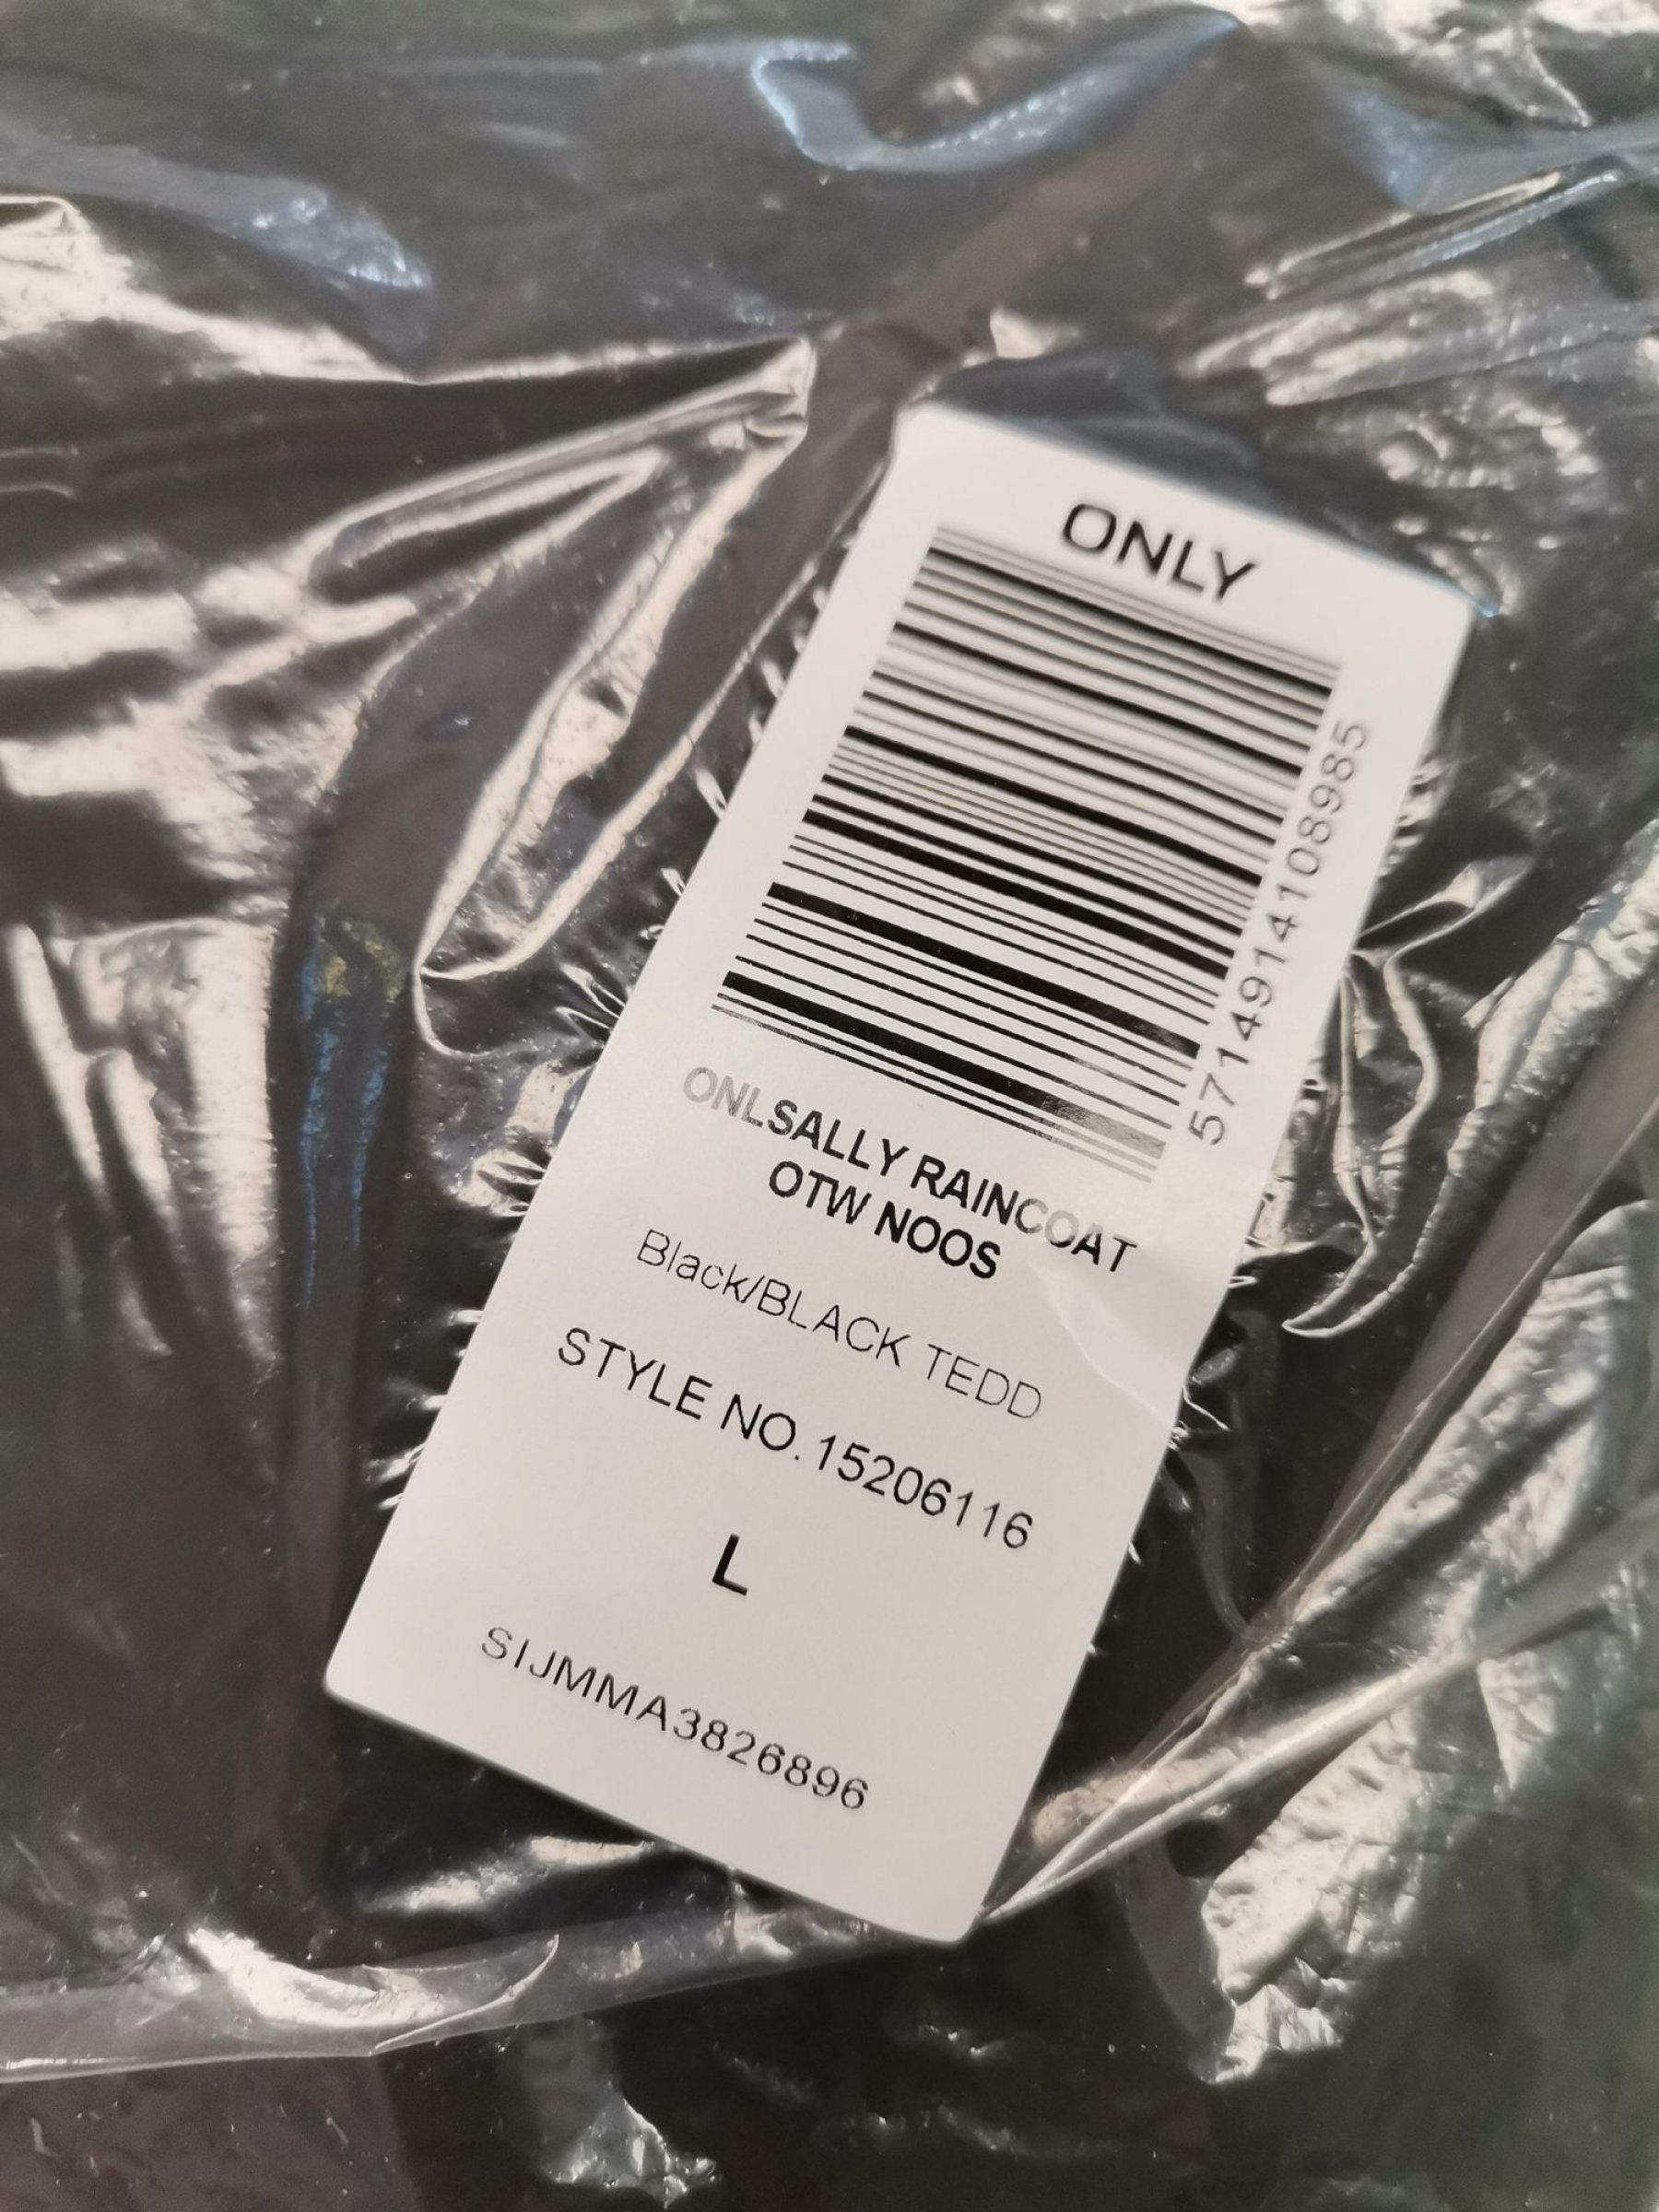 ONLY
5714914108985
ONLSALLY RAINCOAT
OTW NOOS
Black/BLACK TEDD
STYLE NO.15206116
L
SIJMMA3826896